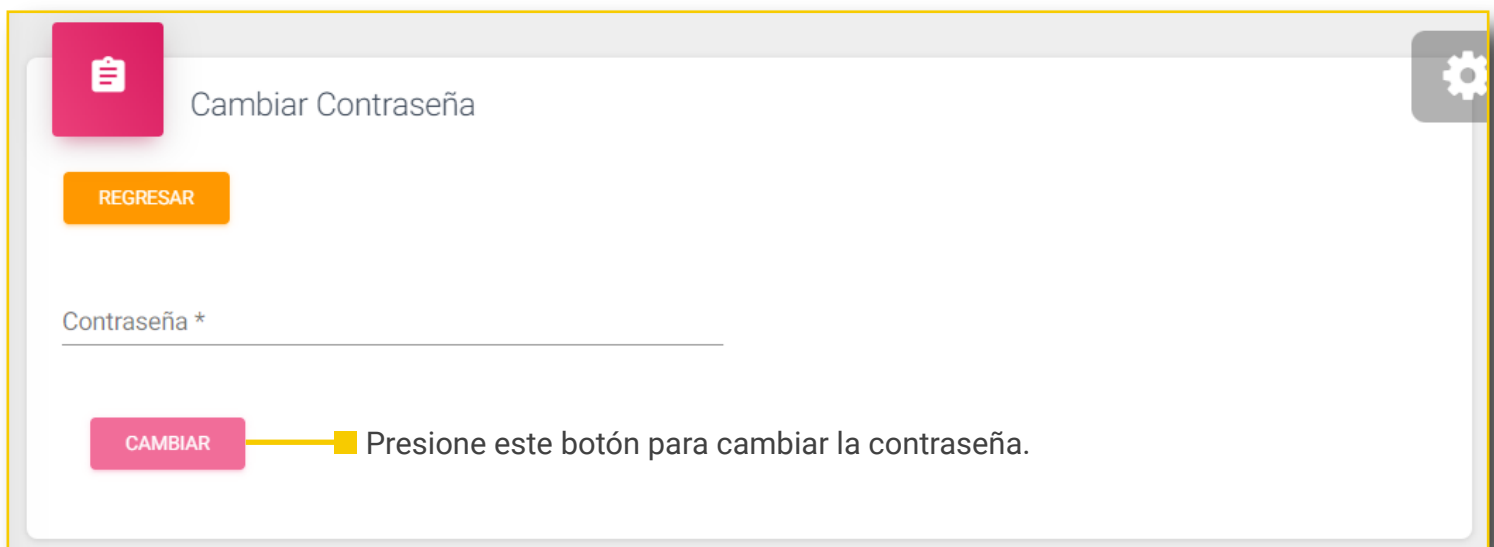 Cambiar Contraseña
REGRESAR
Contraseña *
CAMBIAR
Presione este botón para cambiar la contraseña.